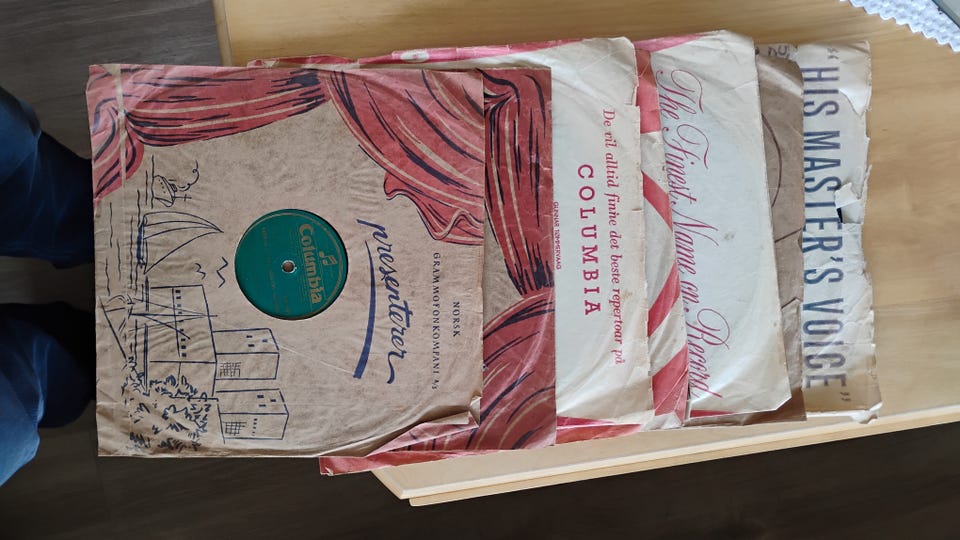 "HIS MASTER'S VOICE"
The Finest Name on Record
De vil alltid finne det beste repertoar på
COLUMBIA
GUNNAR
NORSK
GRAMMOFONKOMPANI A/S
presenterer
Columbia